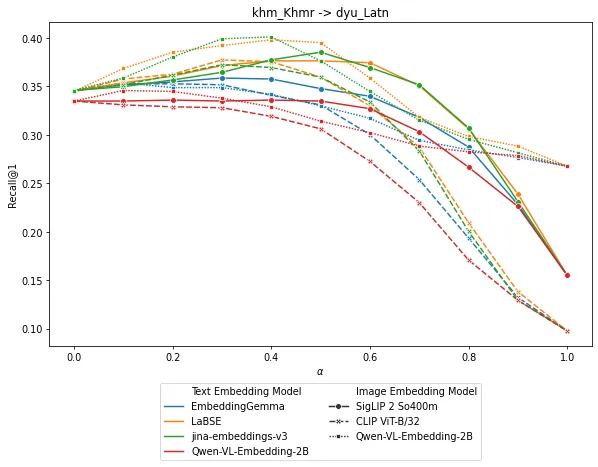 khm_Khmr -> dyu_Latn
0.40
0.35
0.30
0.25
0.20
0.15
0.10
Recall@1
0.0 0.2 0.4 0.6 0.8 1.0
α
Text Embedding Model Image Embedding Model
EmbeddingGemma SigLIP 2 So400m
LaBSE CLIP ViT-B/32
jina-embeddings-v3 Qwen-VL-Embedding-2B
Qwen-VL-Embedding-2B